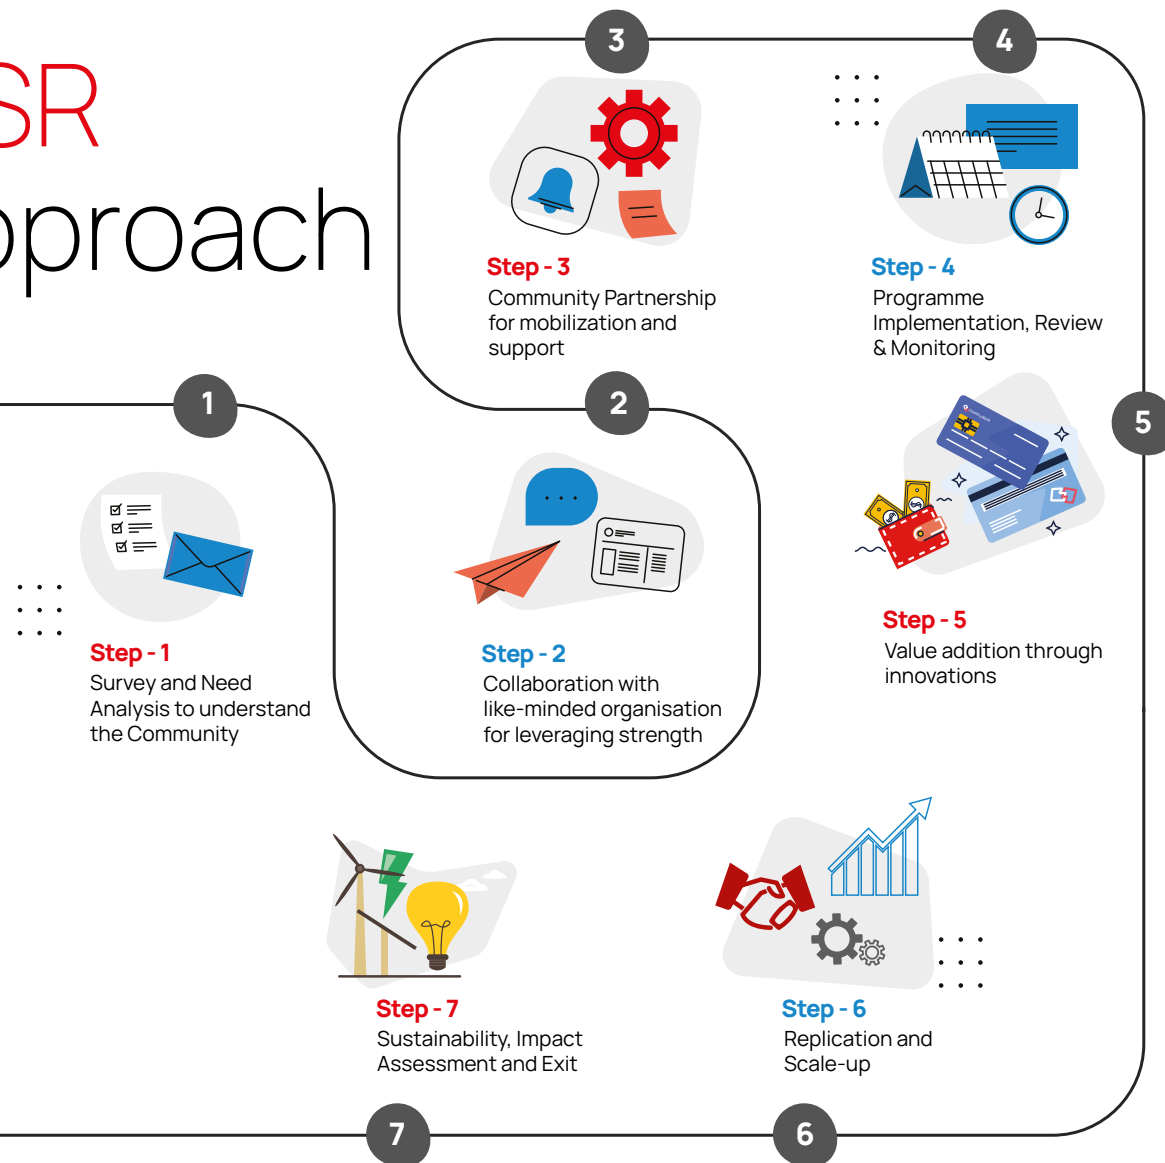 SR
pproach
1
Step - 1
Survey and Need
Analysis to understand
the Community
2
Step - 2
Collaboration with
like-minded organisation
for leveraging strength
3
Step - 3
Community Partnership
for mobilization and
support
4
Step - 4
Programme
Implementation, Review
& Monitoring
5
Step - 5
Value addition through
innovations
6
Step - 6
Replication and
Scale-up
7
Step - 7
Sustainability, Impact
Assessment and Exit